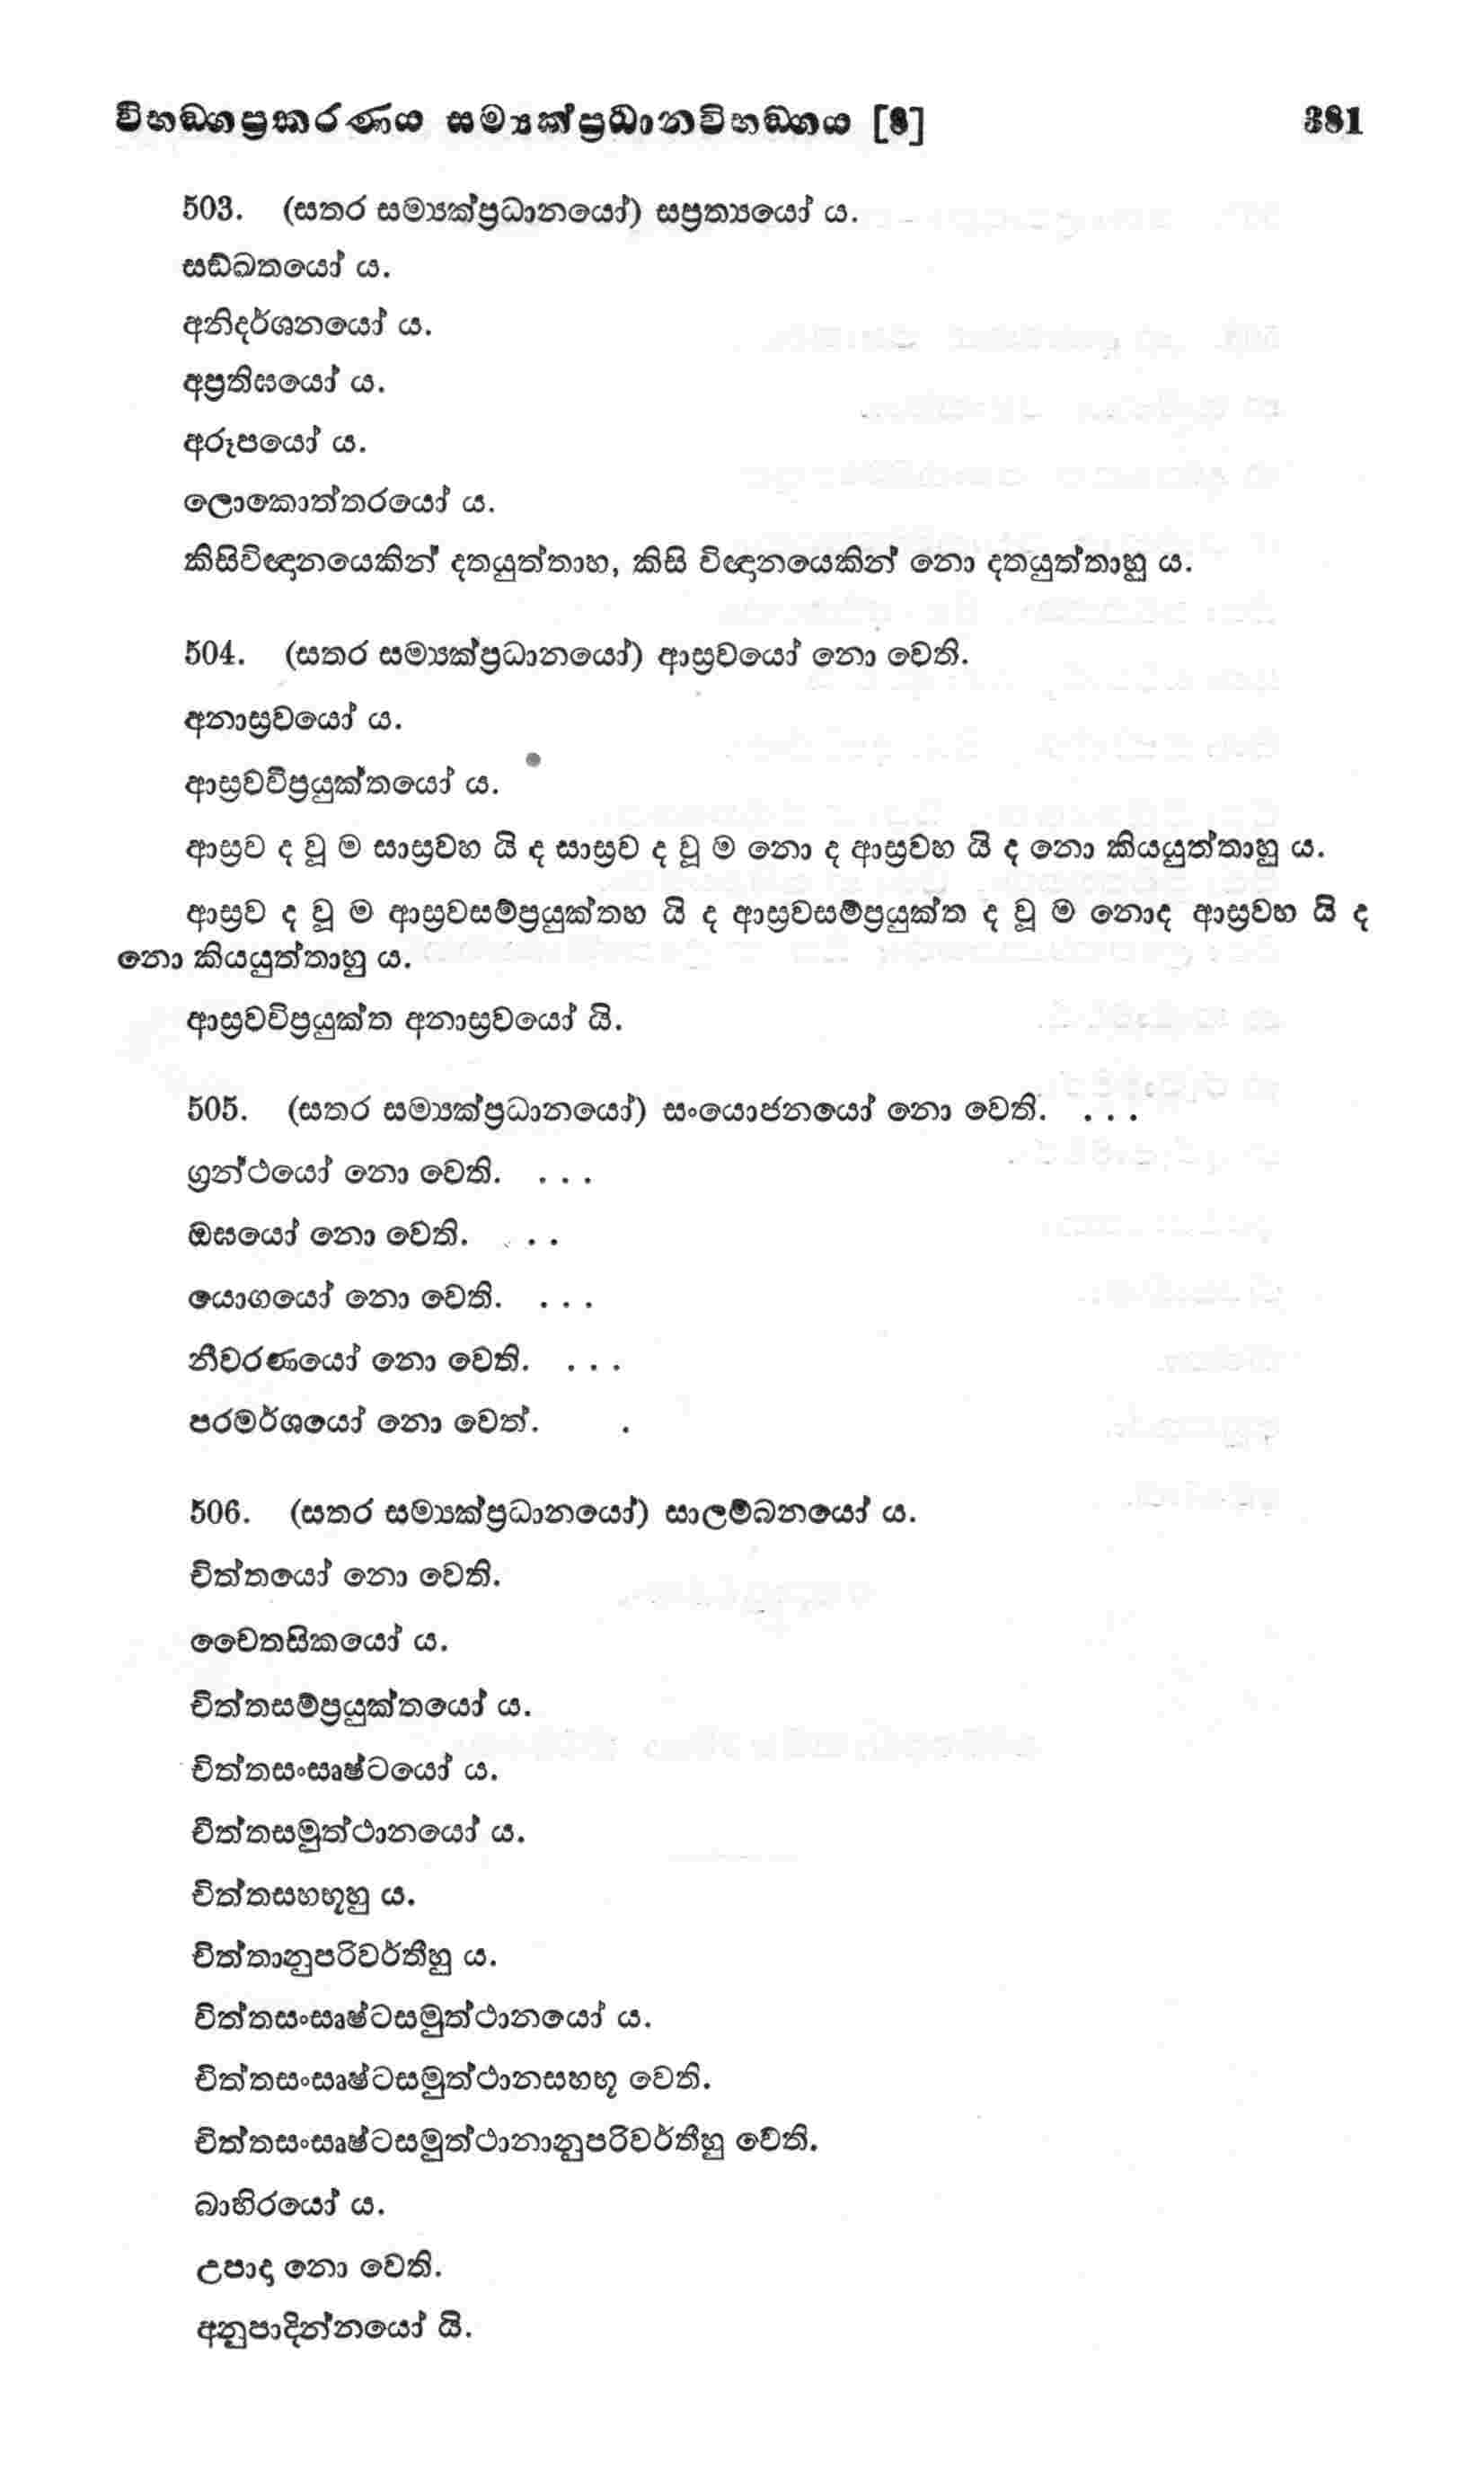 විභඞ්ගප්‍රකරණය සම්‍යක්ප්‍රධානවිභඞ්ගය [8] 381
503. (සතර සම්‍යක්ප්‍රධානයෝ) සප්‍රත්‍යයෝ ය.
සඞ්ඛතයෝ ය.
අනිදර්ශනයෝ ය.
අප්‍රතිඝයෝ ය.
අරූපයෝ ය.
ලොකොත්තරයෝ ය.
කිසිවිඥානයෙකින් දතයුත්තාහ, කිසි විඥානයෙකින් නො දතයුත්තාහු ය.
504. (සතර සම්‍යක්ප්‍රධානයෝ) ආස්‍රවයෝ නො වෙති.
අනාස්‍රවයෝ ය.
ආස්‍රවවිප්‍රයුක්තයෝ ය.
ආස්‍රව ද වූ ම සාස්‍රවහ යි ද සාස්‍රව ද වූ ම නො ද ආස්‍රවහ යි ද නො කියයුත්තාහු ය.
ආස්‍රව ද වූ ම ආස්‍රවසම්ප්‍රයුක්තහ යි ද ආස්‍රවසම්ප්‍රයුක්ත ද වූ ම නොද ආස්‍රවහ යි ද
නො කියයුත්තාහු ය.
ආස්‍රවවිප්‍රයුක්ත අනාස්‍රවයෝ යි.
505. (සතර සම්‍යක්ප්‍රධානයෝ) සංයොජනයෝ නො වෙති. . . .
ග්‍රන්ථයෝ නො වෙති. . . .
ඔඝයෝ නො වෙති. . . .
යොගයෝ නො වෙති. . . .
නීවරණයෝ නො වෙති. . . .
පරමර්ශයෝ නො වෙත්. .
506. (සතර සම්‍යක්ප්‍රධානයෝ) සාලම්බනයෝ ය.
චිත්තයෝ නො වෙති.
චෛතසිකයෝ ය.
චිත්තසම්ප්‍රයුක්තයෝ ය.
චිත්තසංසෘෂ්ටයෝ ය.
චිත්තසමුත්ථානයෝ ය.
චිත්තසහභූහු ය.
චිත්තානුපරිවර්තීහු ය.
චිත්තසංසෘෂ්ටසමුත්ථානයෝ ය.
චිත්තසංසෘෂ්ටසමුත්ථානසහභූ වෙති.
චිත්තසංසෘෂ්ටසමුත්ථානානුපරිවර්තීහු වෙති.
බාහිරයෝ ය.
උපාදා නො වෙති.
අනුපාදින්නයෝ යි.